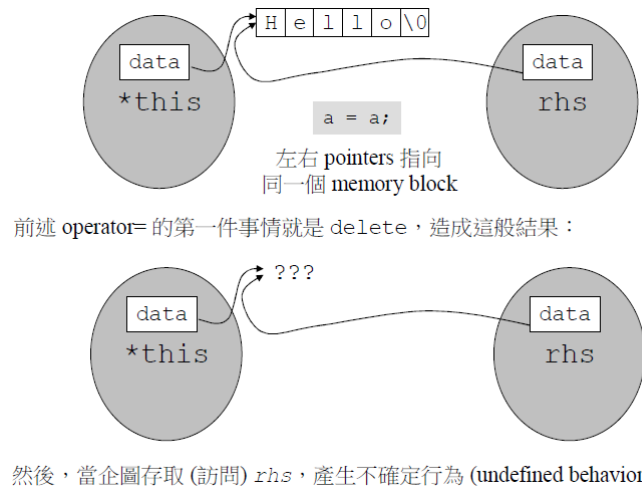 H e l l o \0
data data
*this rhs
a = a;
左右 pointers 指向
同一個 memory block
前述 operator= 的第一件事情就是 delete，造成這般結果：
???
data data
*this rhs
然後，當企圖存取 (訪問) rhs，產生不確定行為 (undefined behavior